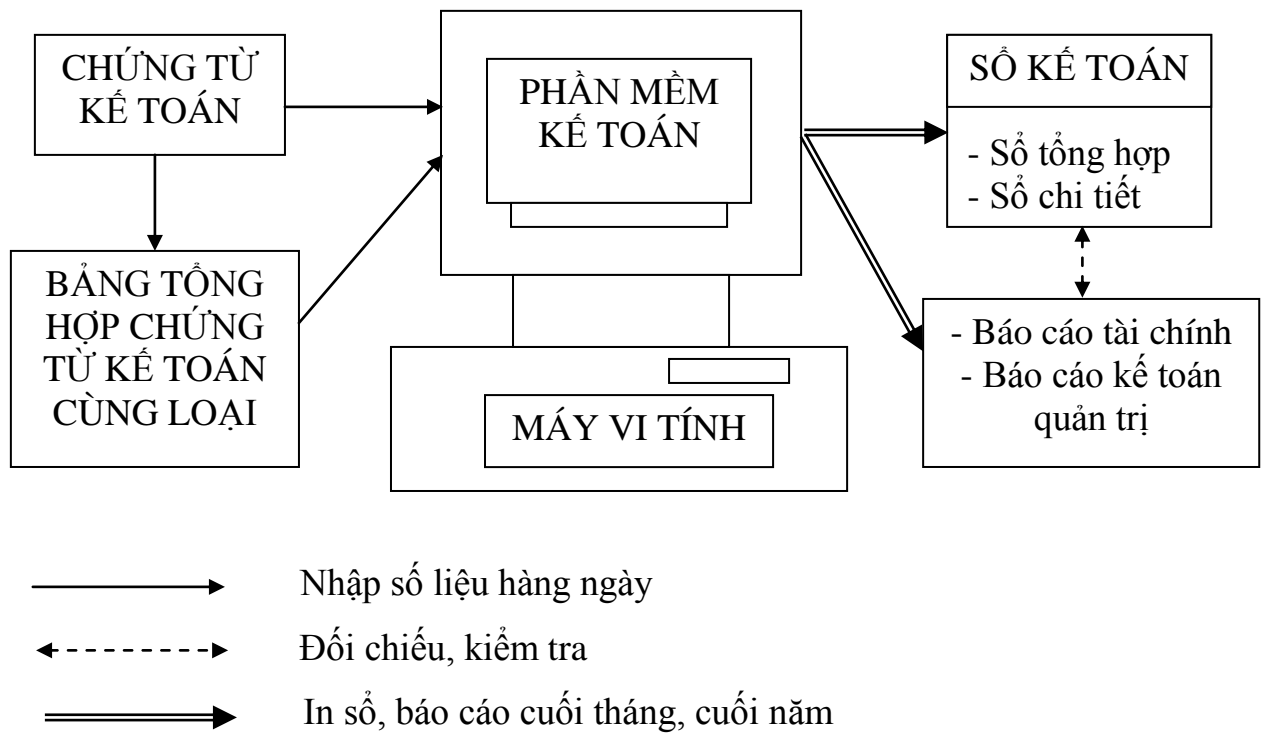 CHỨNG TỪ
KẾ TOÁN
BẢNG TỔNG
HỢP CHỨNG
TỪ KẾ TOÁN
CÙNG LOẠI
PHẦN MỀM
KẾ TOÁN
MÁY VI TÍNH
SỔ KẾ TOÁN
- Sổ tổng hợp
- Sổ chi tiết
- Báo cáo tài chính
- Báo cáo kế toán
quản trị
Nhập số liệu hàng ngày
Đối chiếu, kiểm tra
In sổ, báo cáo cuối tháng, cuối năm